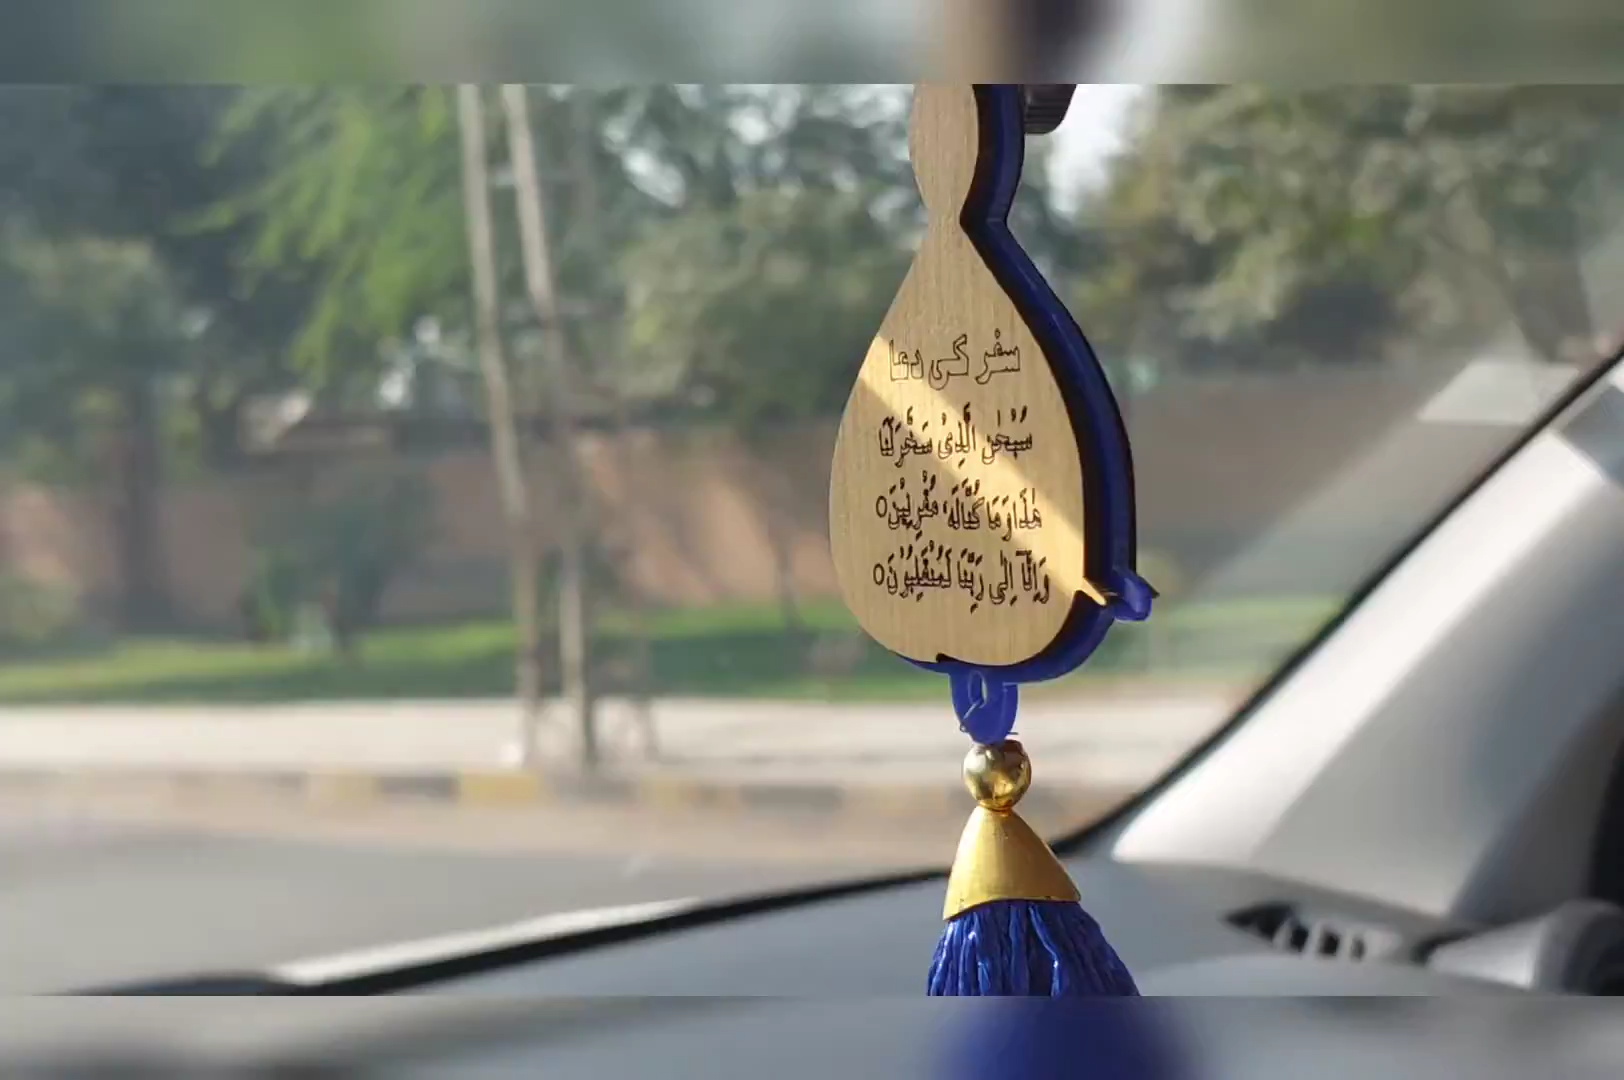 سفر کی دعا
سُبْحٰنَ الَّذِیْ سَخَّرَ لَنَا
هٰذَا وَمَا كُنَّا لَهٗ مُقْرِنِیْنَ○
وَاِنَّاۤ اِلٰى رَبِّنَا لَمُنْقَلِبُوْنَ○